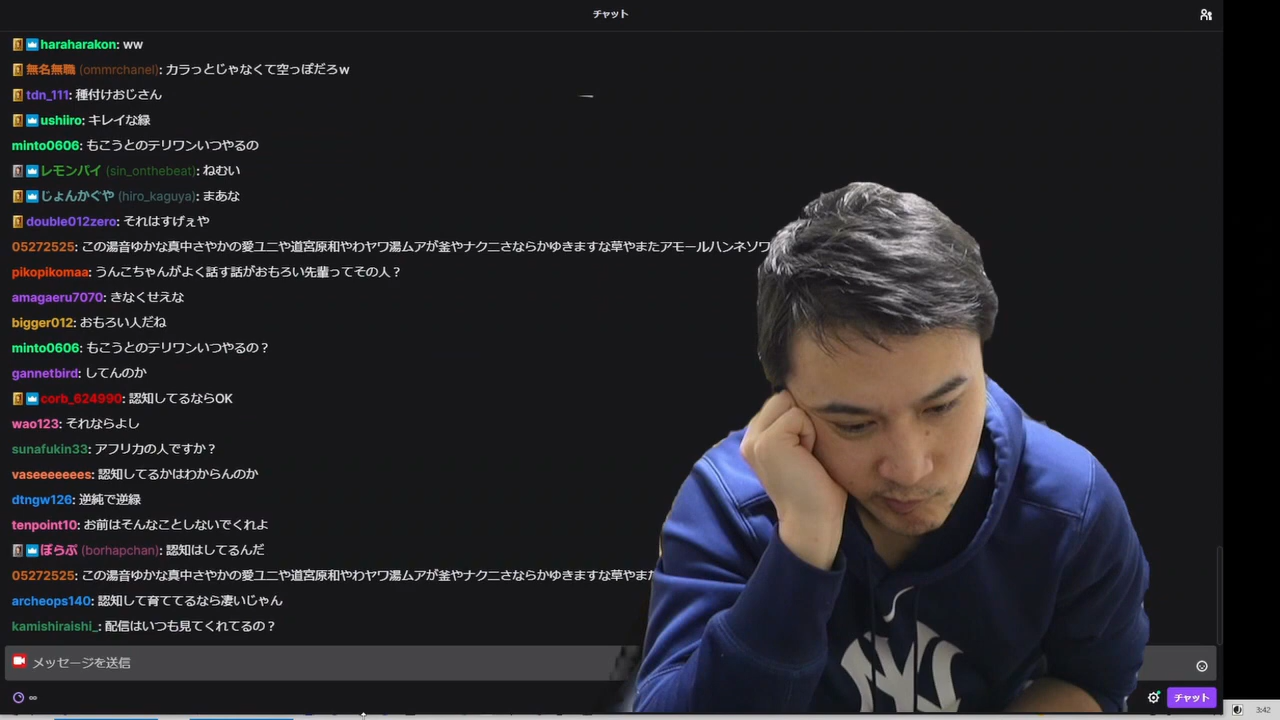 チャット
haraharakon: ww
無名無職 (ommrchanel): カラっとじゃなくて空っぽだろw
tdn_111: 種付けおじさん
ushiiro: キレイな緑
minto0606: もこうとのテリワンいつやるの
レモンパイ (sin_onthebeat): ねむい
じょんかぐや (hiro_kaguya): まあな
double012zero: それはすげぇや
05272525: この湯音ゆかな真中さやかの愛ユニや道宮原和やわヤワ湯ムアが釜やナクニさならかゆきますな草やまたアモールハンネソワ
pikopikomaa: うんこちゃんがよく話す話がおもろい先輩ってその人？
amagaeru7070: きなくせえな
bigger012: おもろい人だね
minto0606: もこうとのテリワンいつやるの？
gannetbird: してんのか
corb_624990: 認知してるならOK
wao123: それならよし
sunafukin33: アフリカの人ですか？
vaseeeeeees: 認知してるかはわからんのか
dtngw126: 逆純で逆緑
tenpoint10: お前はそんなことしないでくれよ
ぼらぷ (borhapchan): 認知はしてるんだ
05272525: この湯音ゆかな真中さやかの愛ユニや道宮原和やわヤワ湯ムアが釜やナクニさならかゆきますな草やまた
archeops140: 認知して育ててるなら凄いじゃん
kamishiraishi_: 配信はいつも見てくれてるの？
メッセージを送信
∞
チャット
3:42
NY